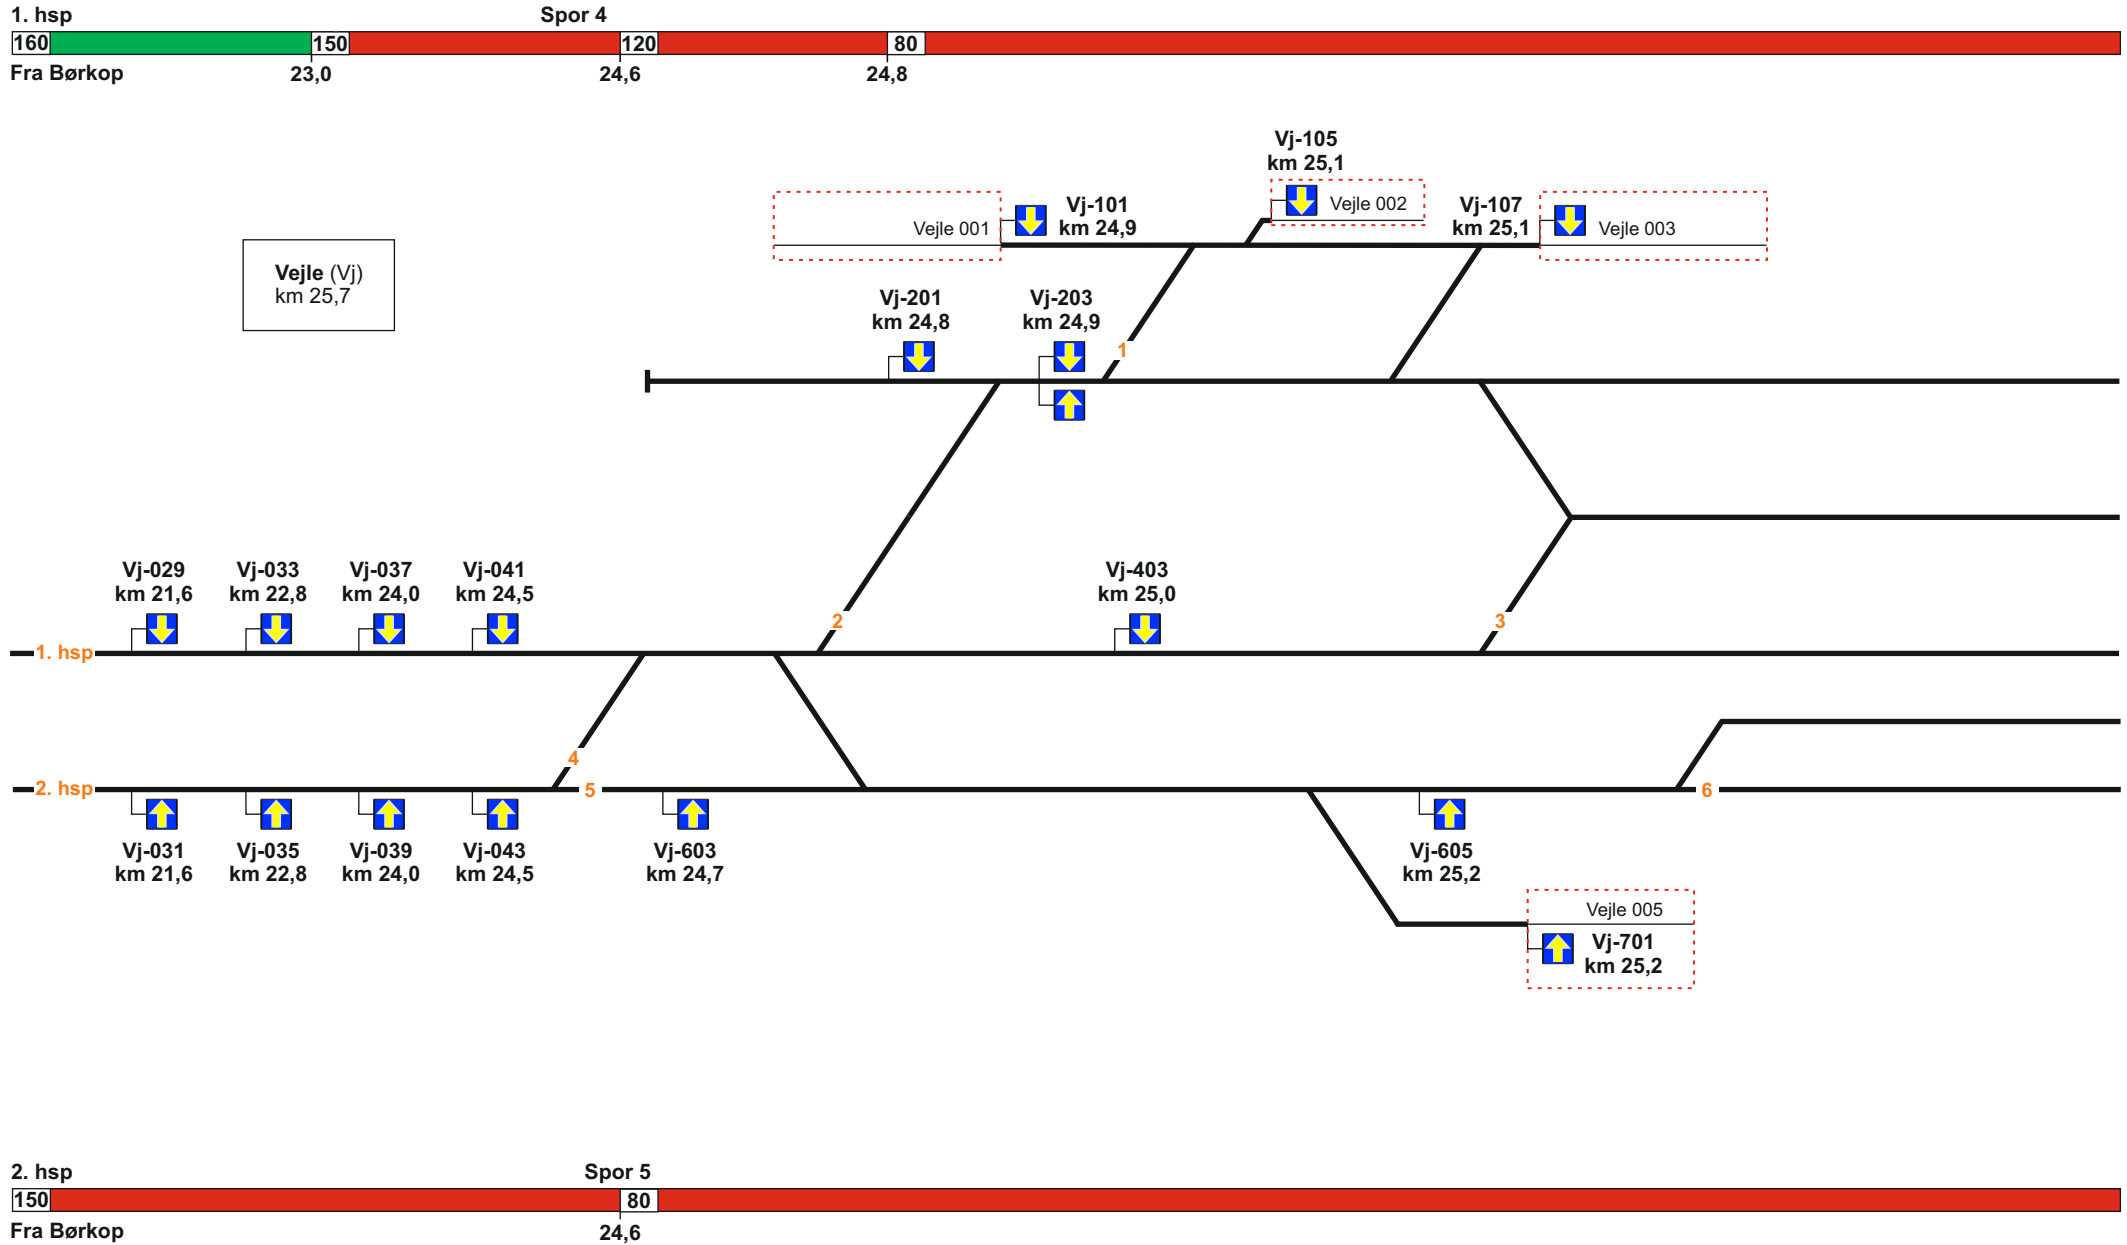 1. hsp
Spor 4
160
150
120
80
Fra Børkop
23,0
24,6
24,8
Vj-105
km 25,1
Vejle 001
Vj-101
km 24,9
Vejle 002
Vj-107
km 25,1
Vejle 003
Vejle (Vj)
km 25,7
Vj-201
km 24,8
Vj-203
km 24,9
1
Vj-029
km 21,6
Vj-033
km 22,8
Vj-037
km 24,0
Vj-041
km 24,5
Vj-403
km 25,0
2
3
1. hsp
4
2. hsp
5
6
Vj-031
km 21,6
Vj-035
km 22,8
Vj-039
km 24,0
Vj-043
km 24,5
Vj-603
km 24,7
Vj-605
km 25,2
Vejle 005
Vj-701
km 25,2
2. hsp
Spor 5
150
80
Fra Børkop
24,6